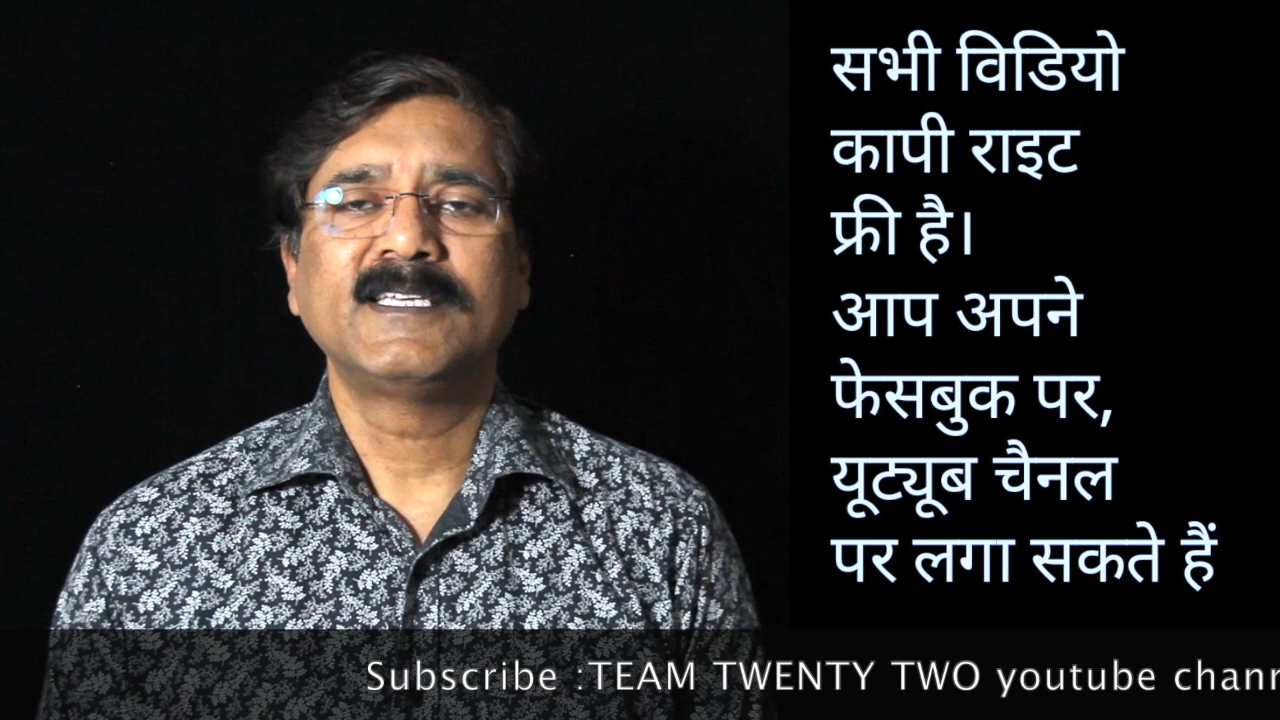 सभी विडियो
कापी राइट
फ्री है।
आप अपने
फेसबुक पर,
यूट्यूब चैनल
पर लगा सकते हैं
Subscribe :TEAM TWENTY TWO youtube